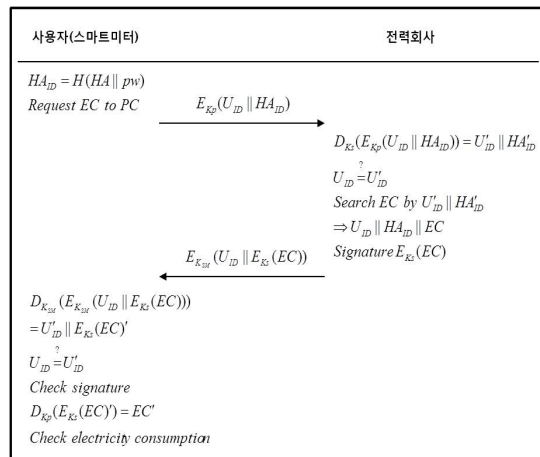 사용자(스마트미터) 전력회사
HA_ID = H(HA || pw)
Request EC to PC
E_Kp(U_ID || HA_ID)
D_Ks(E_Kp(U_ID || HA_ID)) = U'_ID || HA'_ID
?
U_ID = U'_ID
Search EC by U'_ID || HA'_ID
⇒ U_ID || HA_ID || EC
Signature E_Ks(EC)
E_K_SM(U_ID || E_Ks(EC))
D_K_SM(E_K_SM(U_ID || E_Ks(EC)))
= U'_ID || E_Ks(EC)'
?
U_ID = U'_ID
Check signature
D_Kp(E_Ks(EC)') = EC'
Check electricity consumption